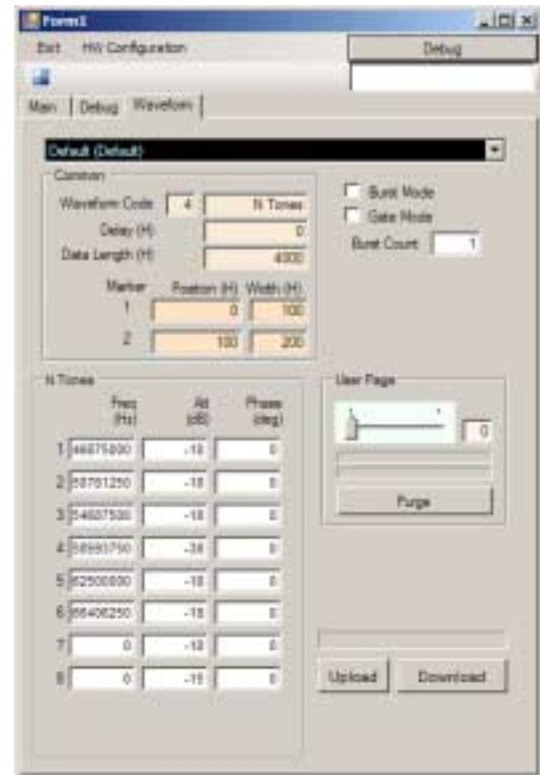 Form1
Exit HW Configuration Debug
Main Debug Waveform
Default (Default)
Common
Waveform Code 4 N Tones
Delay (H) 0
Data Length (H) 4000
Marker Position (H) Width (H)
1 0 100
2 100 200
Burst Mode
Gate Mode
Burst Count 1
N Tones
Freq (Hz) Att (dB) Phase (deg)
1 46875000 -18 0
2 50781250 -18 0
3 54687500 -18 0
4 58593750 -38 0
5 62500000 -18 0
6 66406250 -18 0
7 0 -18 0
8 0 0
User Page
0
Purge
Upload Download